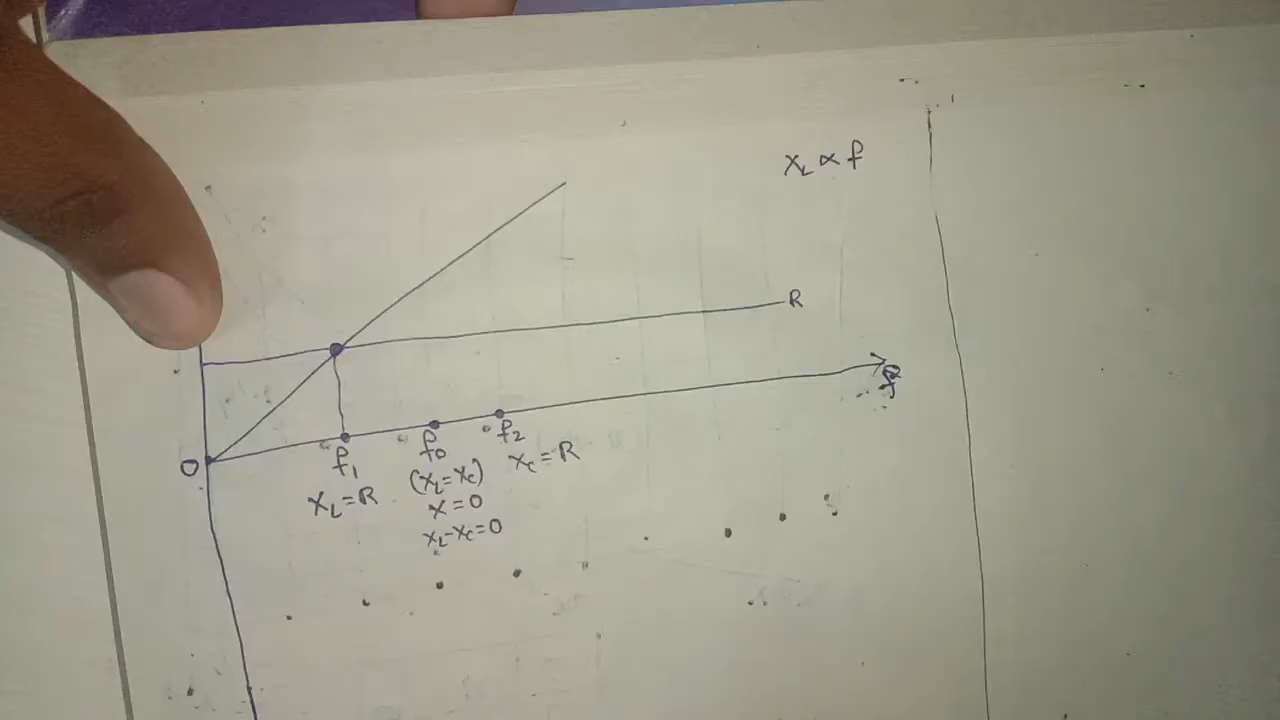 X_L ∝ f
R
f
O
f₁
f₀
f₂
X_L = R
(X_L = X_C)
X_C = R
X = 0
X_L - X_C = 0